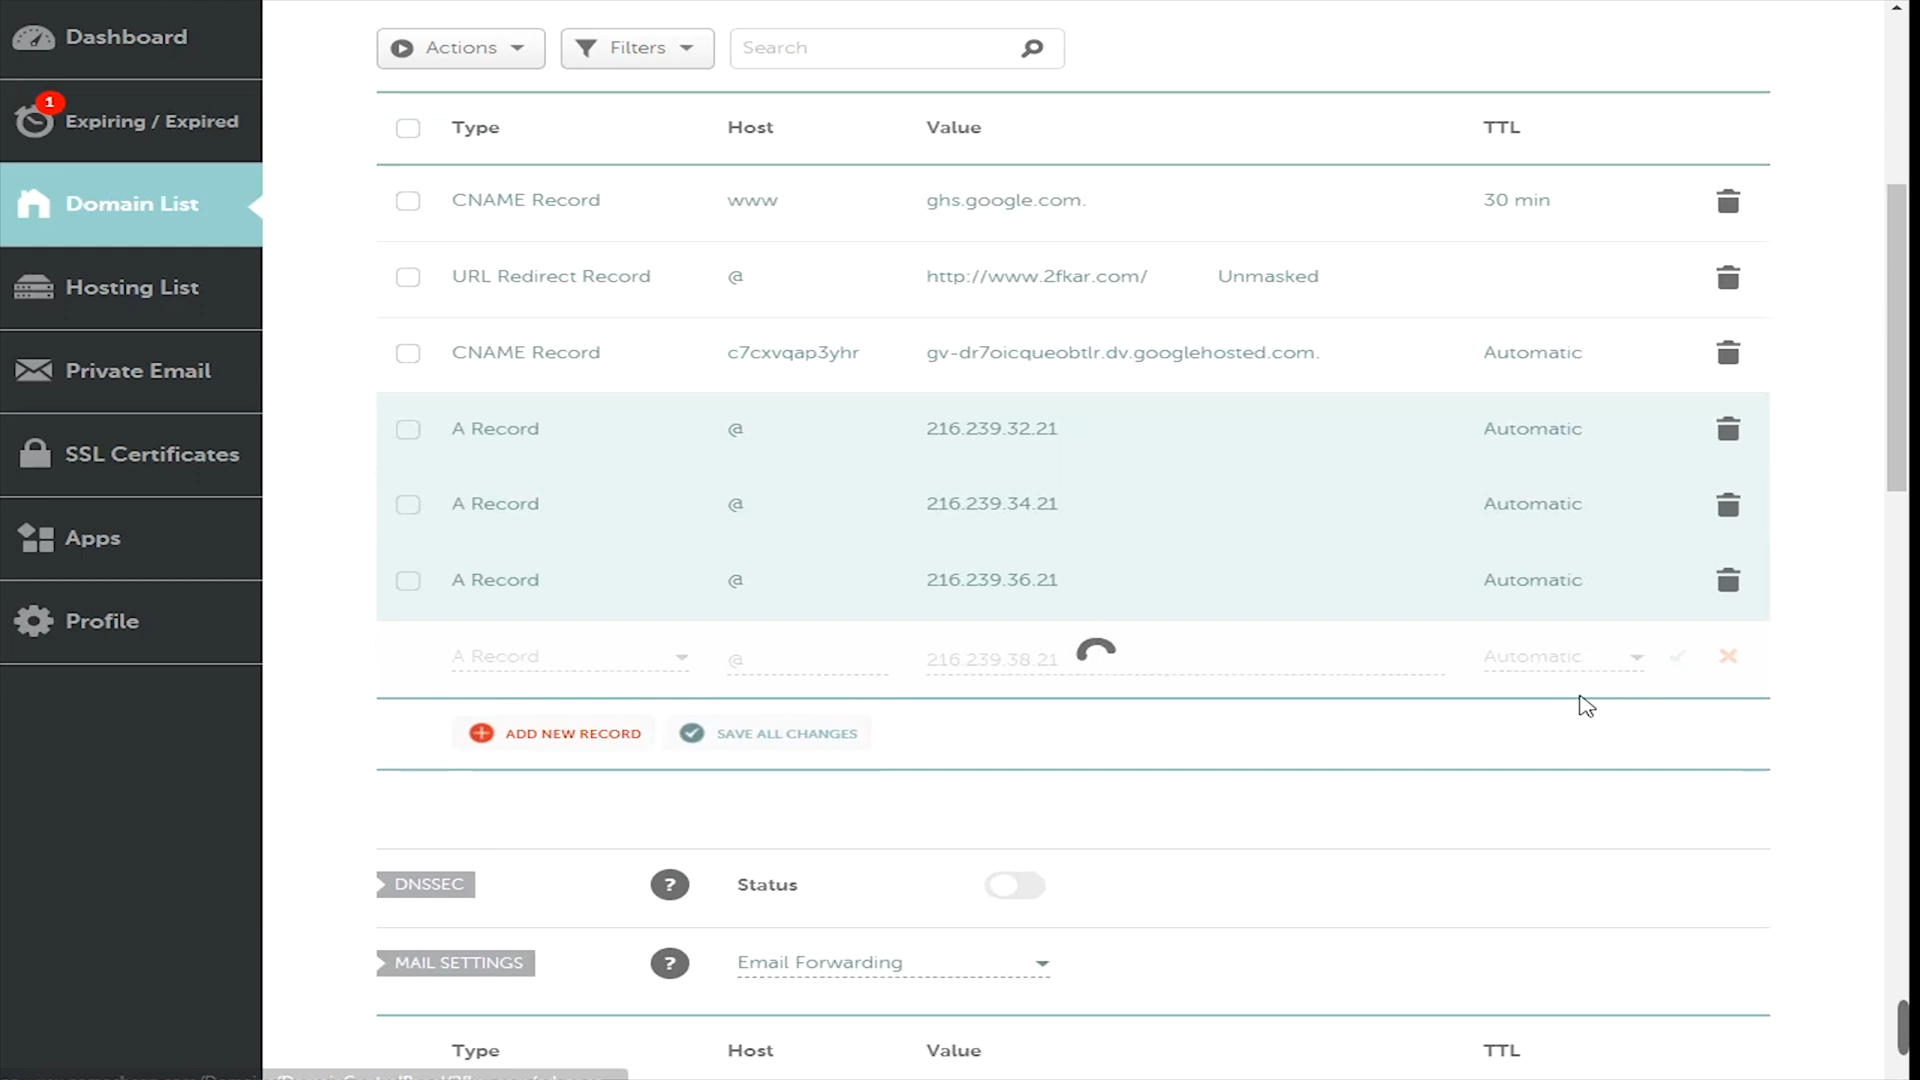 Dashboard
1
Expiring / Expired
Domain List
Hosting List
Private Email
SSL Certificates
Apps
Profile
Actions Filters Search
Type Host Value TTL
CNAME Record www ghs.google.com. 30 min
URL Redirect Record @ http://www.2fkar.com/ Unmasked
CNAME Record c7cxvqap3yhr gv-dr7oicqueobtlr.dv.googlehosted.com. Automatic
A Record @ 216.239.32.21 Automatic
A Record @ 216.239.34.21 Automatic
A Record @ 216.239.36.21 Automatic
A Record @ 216.239.38.21 Automatic
ADD NEW RECORD SAVE ALL CHANGES
DNSSEC ? Status
MAIL SETTINGS ? Email Forwarding
Type Host Value TTL